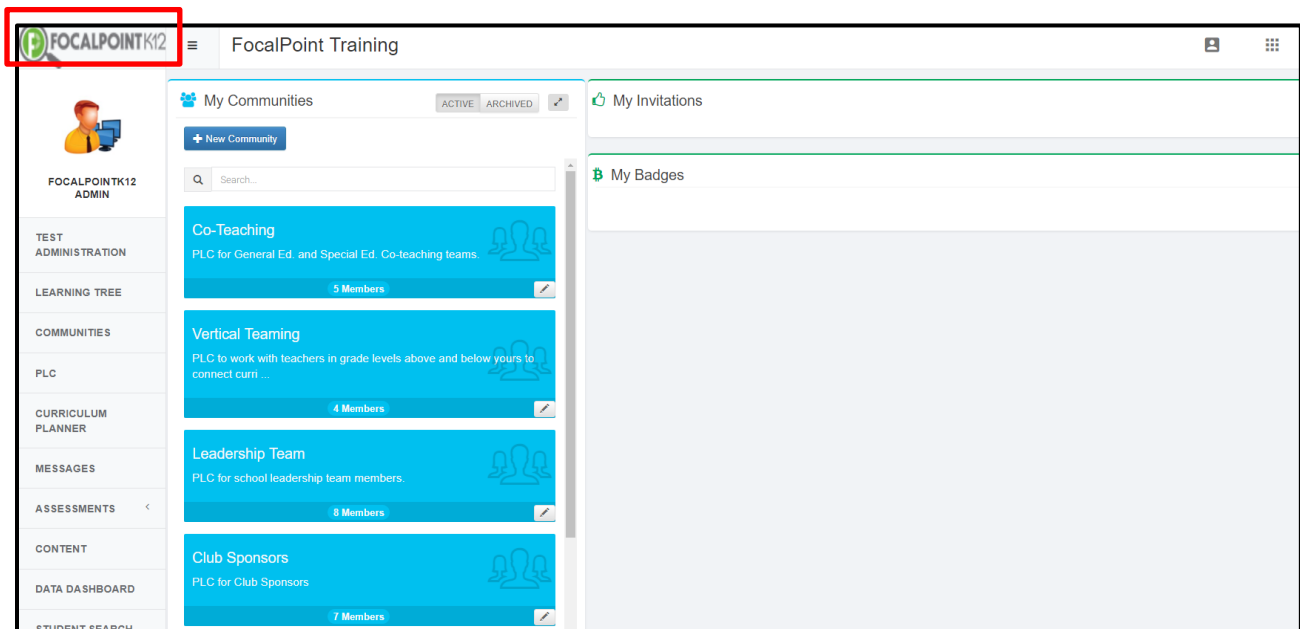 FOCALPOINT K12
FocalPoint Training
FOCALPOINTK12
ADMIN
TEST
ADMINISTRATION
LEARNING TREE
COMMUNITIES
PLC
CURRICULUM
PLANNER
MESSAGES
ASSESSMENTS
CONTENT
DATA DASHBOARD
STUDENT SEARCH
My Communities
ACTIVE ARCHIVED
New Community
Search...
Co-Teaching
PLC for General Ed. and Special Ed. Co-teaching teams.
5 Members
Vertical Teaming
PLC to work with teachers in grade levels above and below yours to
connect curri ...
4 Members
Leadership Team
PLC for school leadership team members.
8 Members
Club Sponsors
PLC for Club Sponsors
7 Members
My Invitations
My Badges